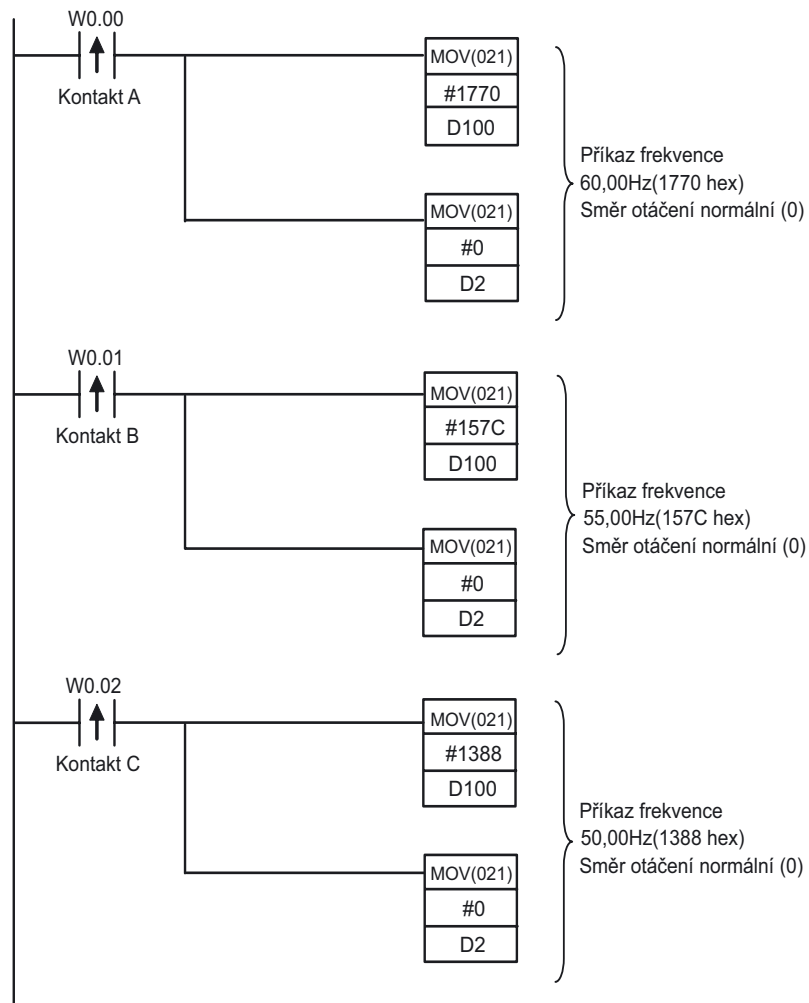 W0.00
Kontakt A
MOV(021)
#1770
D100
MOV(021)
#0
D2
Příkaz frekvence
60,00Hz(1770 hex)
Směr otáčení normální (0)
W0.01
Kontakt B
MOV(021)
#157C
D100
MOV(021)
#0
D2
Příkaz frekvence
55,00Hz(157C hex)
Směr otáčení normální (0)
W0.02
Kontakt C
MOV(021)
#1388
D100
MOV(021)
#0
D2
Příkaz frekvence
50,00Hz(1388 hex)
Směr otáčení normální (0)